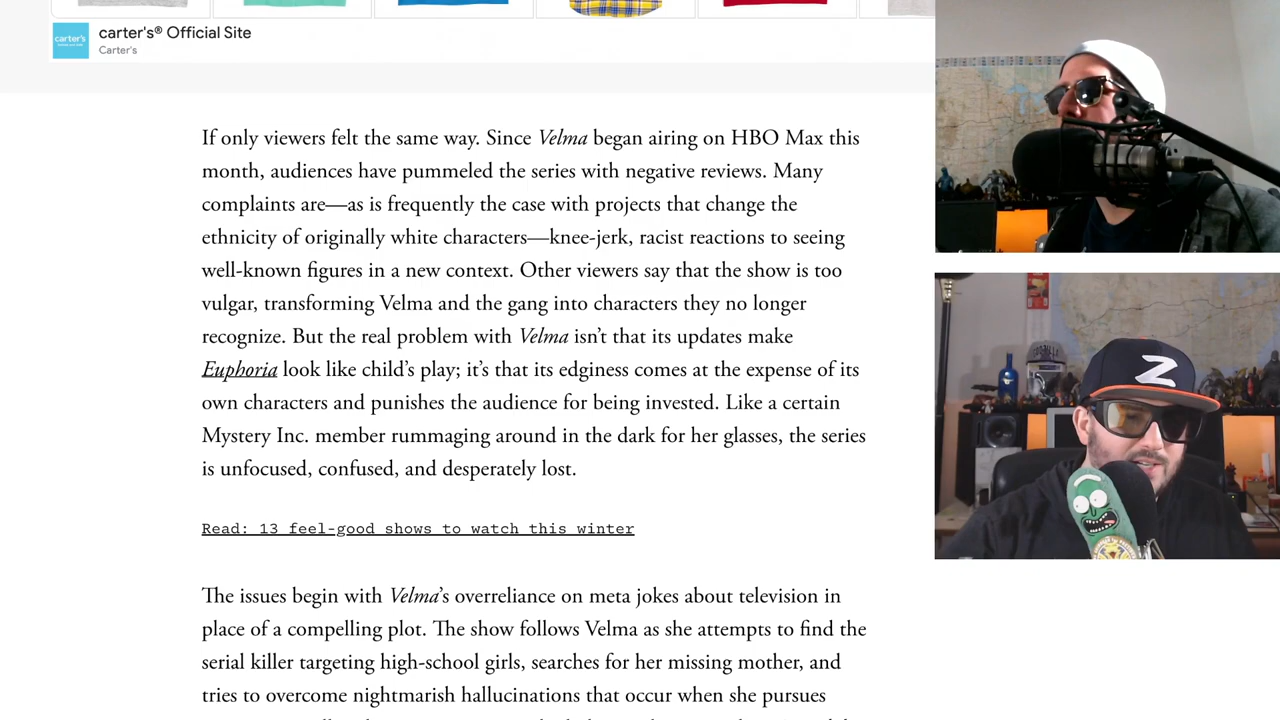 carter's
carter's® Official Site
Carter's
If only viewers felt the same way. Since Velma began airing on HBO Max this
month, audiences have pummeled the series with negative reviews. Many
complaints are—as is frequently the case with projects that change the
ethnicity of originally white characters—knee-jerk, racist reactions to seeing
well-known figures in a new context. Other viewers say that the show is too
vulgar, transforming Velma and the gang into characters they no longer
recognize. But the real problem with Velma isn't that its updates make
Euphoria look like child's play; it's that its edginess comes at the expense of its
own characters and punishes the audience for being invested. Like a certain
Mystery Inc. member rummaging around in the dark for her glasses, the series
is unfocused, confused, and desperately lost.
Read: 13 feel-good shows to watch this winter
The issues begin with Velma's overreliance on meta jokes about television in
place of a compelling plot. The show follows Velma as she attempts to find the
serial killer targeting high-school girls, searches for her missing mother, and
tries to overcome nightmarish hallucinations that occur when she pursues
Z